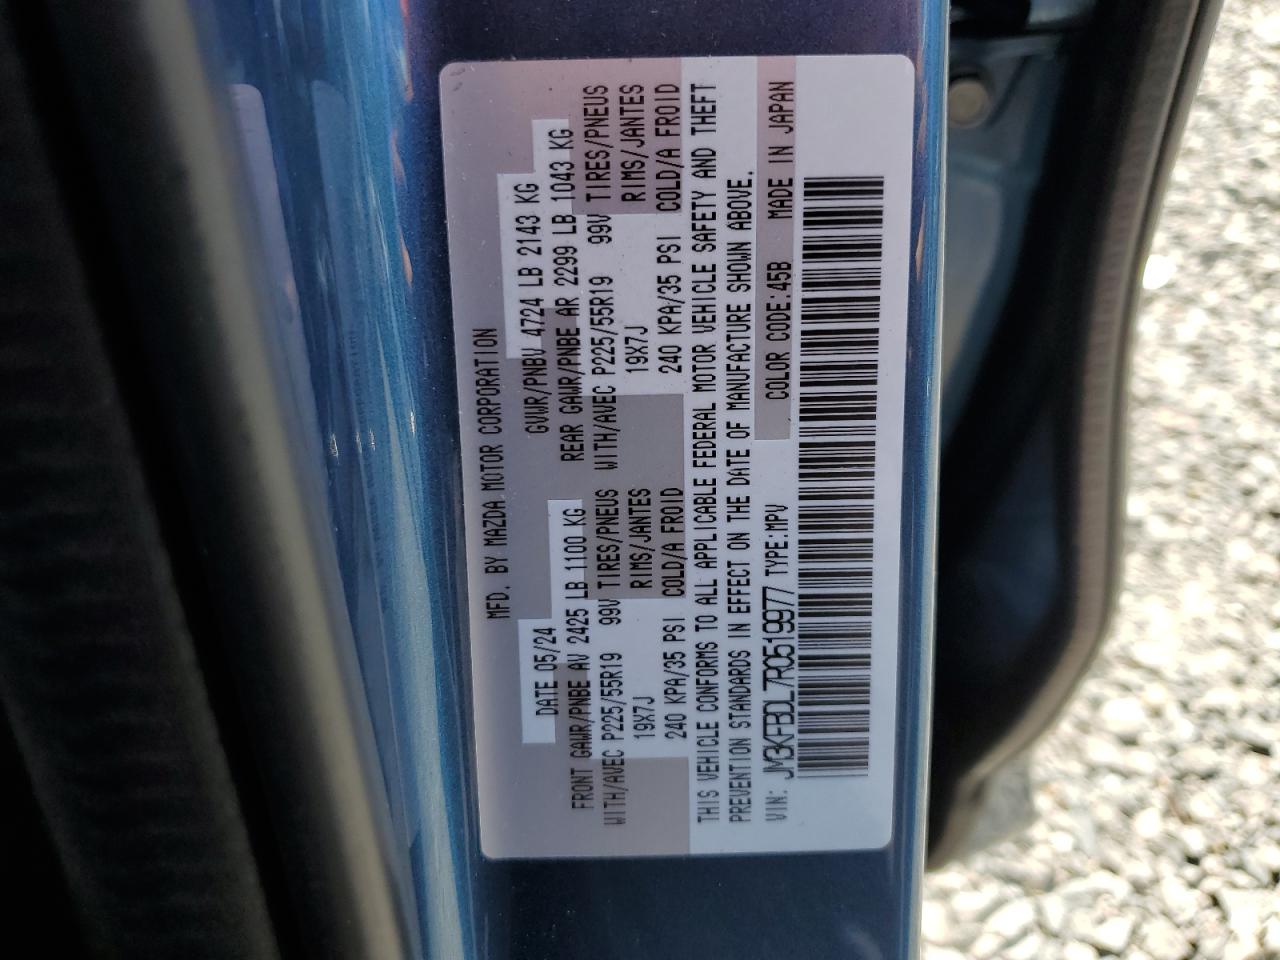 MFD. BY MAZDA MOTOR CORPORATION
DATE 05/24 GVWR/PNBV 4724 LB 2143 KG
FRONT GAWR/PNBE AV 2425 LB 1100 KG REAR GAWR/PNBE AR 2299 LB 1043 KG
WITH/AVEC P225/55R19 99V TIRES/PNEUS WITH/AVEC P225/55R19 99V TIRES/PNEUS
19X7J RIMS/JANTES 19X7J RIMS/JANTES
240 KPA/35 PSI COLD/A FROID 240 KPA/35 PSI COLD/A FROID
THIS VEHICLE CONFORMS TO ALL APPLICABLE FEDERAL MOTOR VEHICLE SAFETY AND THEFT
PREVENTION STANDARDS IN EFFECT ON THE DATE OF MANUFACTURE SHOWN ABOVE.
VIN: JM3KFBDL7R0519977 TYPE:MPV COLOR CODE:45B MADE IN JAPAN